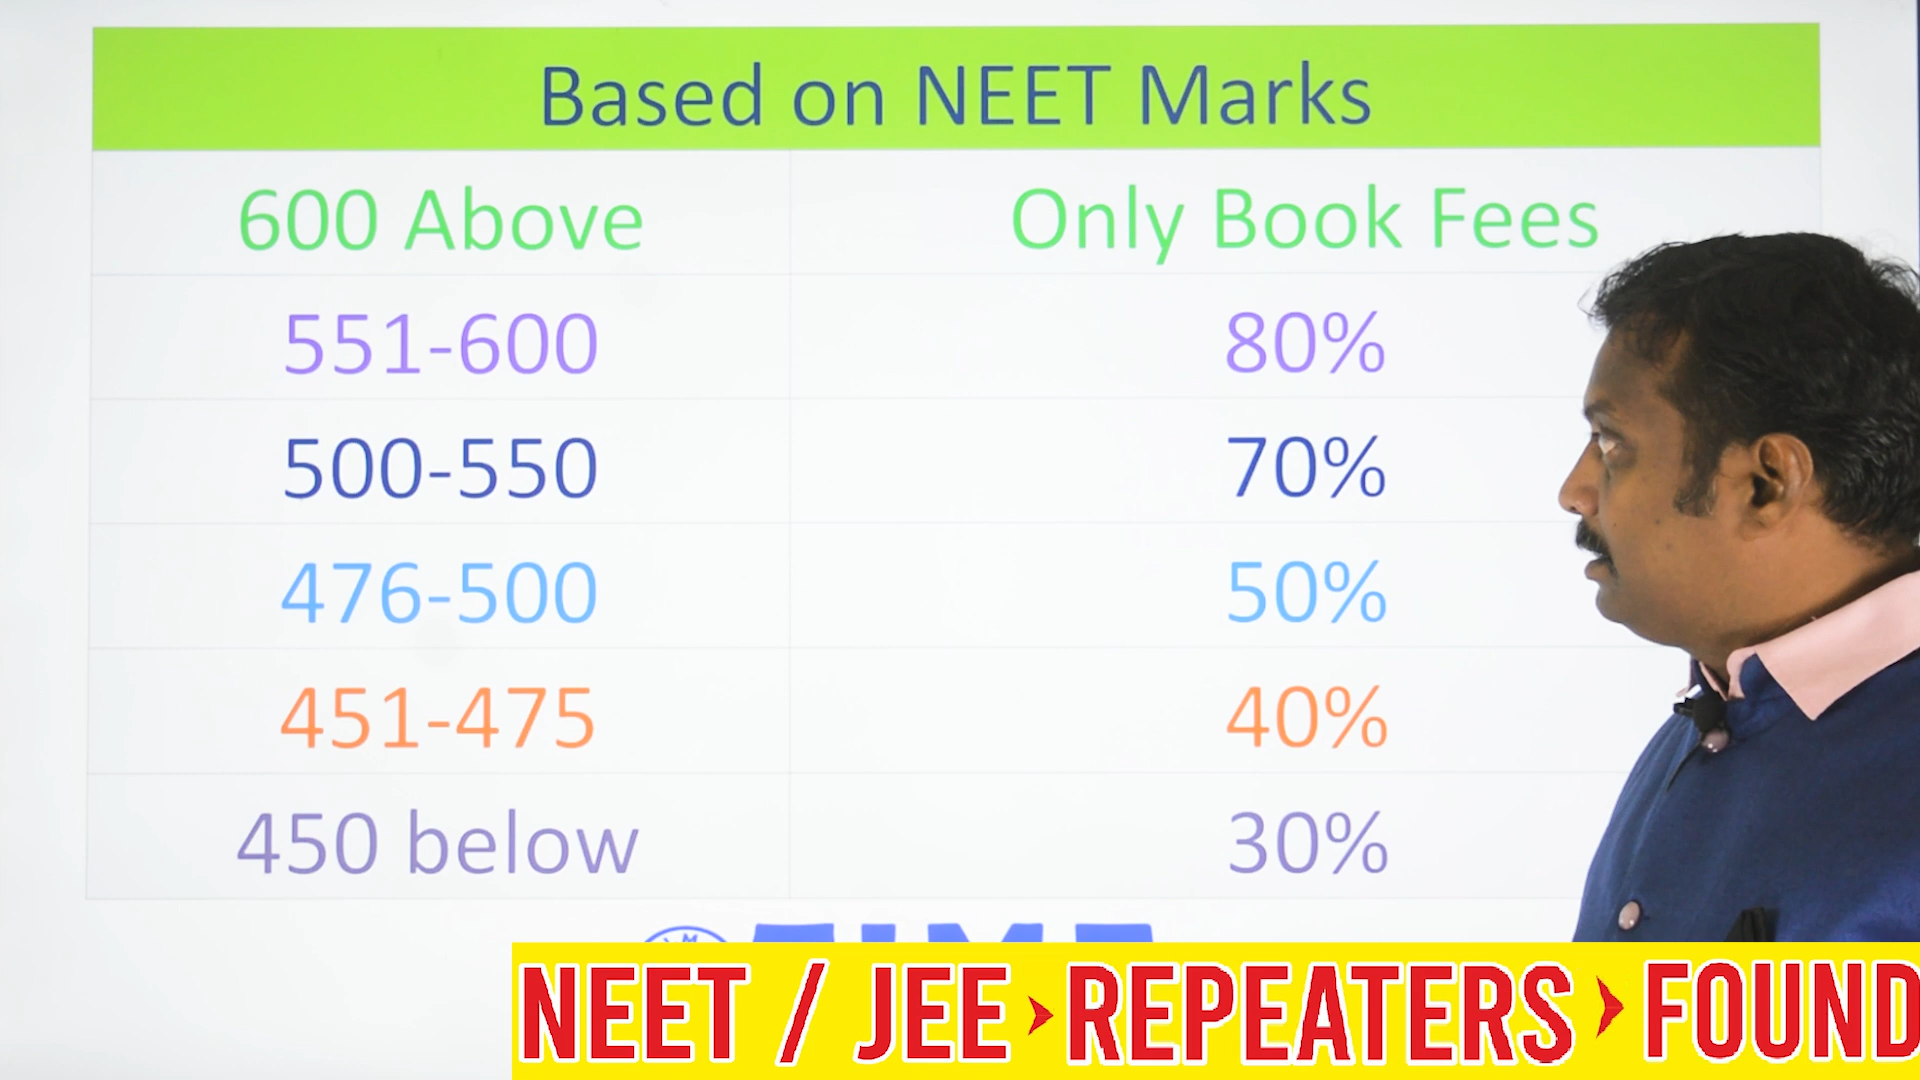 Based on NEET Marks
600 Above Only Book Fees
551-600 80%
500-550 70%
476-500 50%
451-475 40%
450 below 30%
NEET / JEE > REPEATERS > FOUND